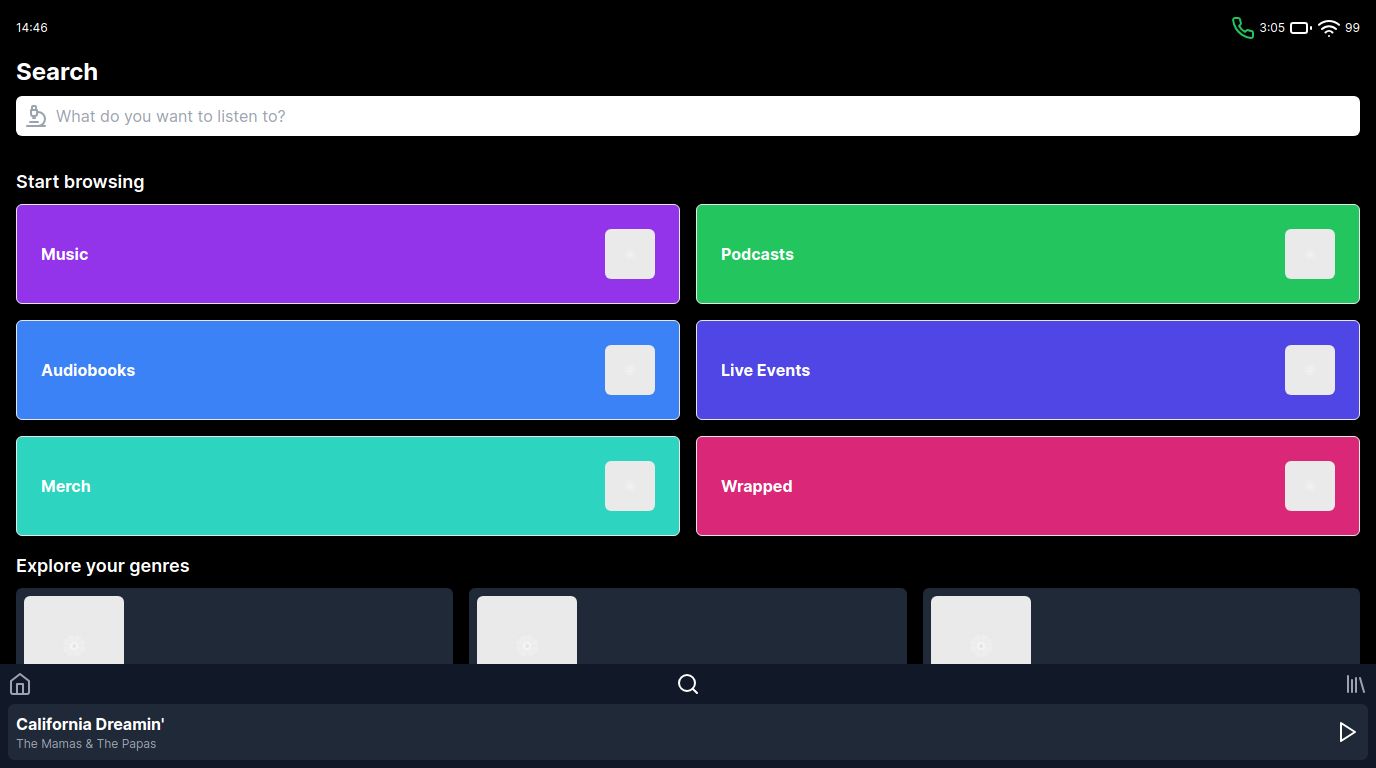 14:46
3:05
99
Search
What do you want to listen to?
Start browsing
Music
Podcasts
Audiobooks
Live Events
Merch
Wrapped
Explore your genres
California Dreamin'
The Mamas & The Papas